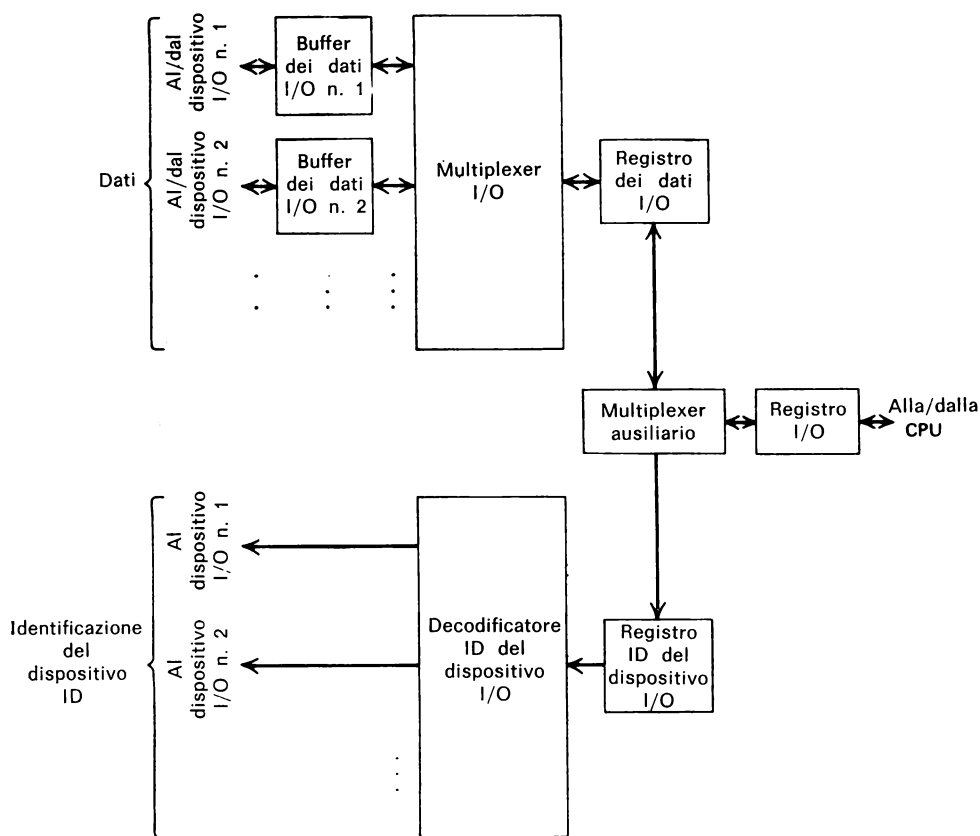 Dati
Al/dal
dispositivo
I/O n. 1
Buffer
dei dati
I/O n. 1
Al/dal
dispositivo
I/O n. 2
Buffer
dei dati
I/O n. 2
Multiplexer
I/O
Registro
dei dati
I/O
Multiplexer
ausiliario
Registro
I/O
Alla/dalla
CPU
Identificazione
del
dispositivo
ID
Al
dispositivo
I/O n. 1
Al
dispositivo
I/O n. 2
Decodificatore
ID del
dispositivo
I/O
Registro
ID del
dispositivo
I/O